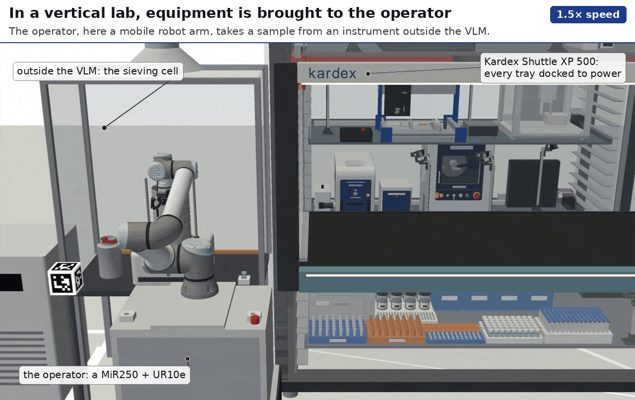 In a vertical lab, equipment is brought to the operator
The operator, here a mobile robot arm, takes a sample from an instrument outside the VLM.
1.5× speed
outside the VLM: the sieving cell
kardex
Kardex Shuttle XP 500:
every tray docked to power
the operator: a MiR250 + UR10e